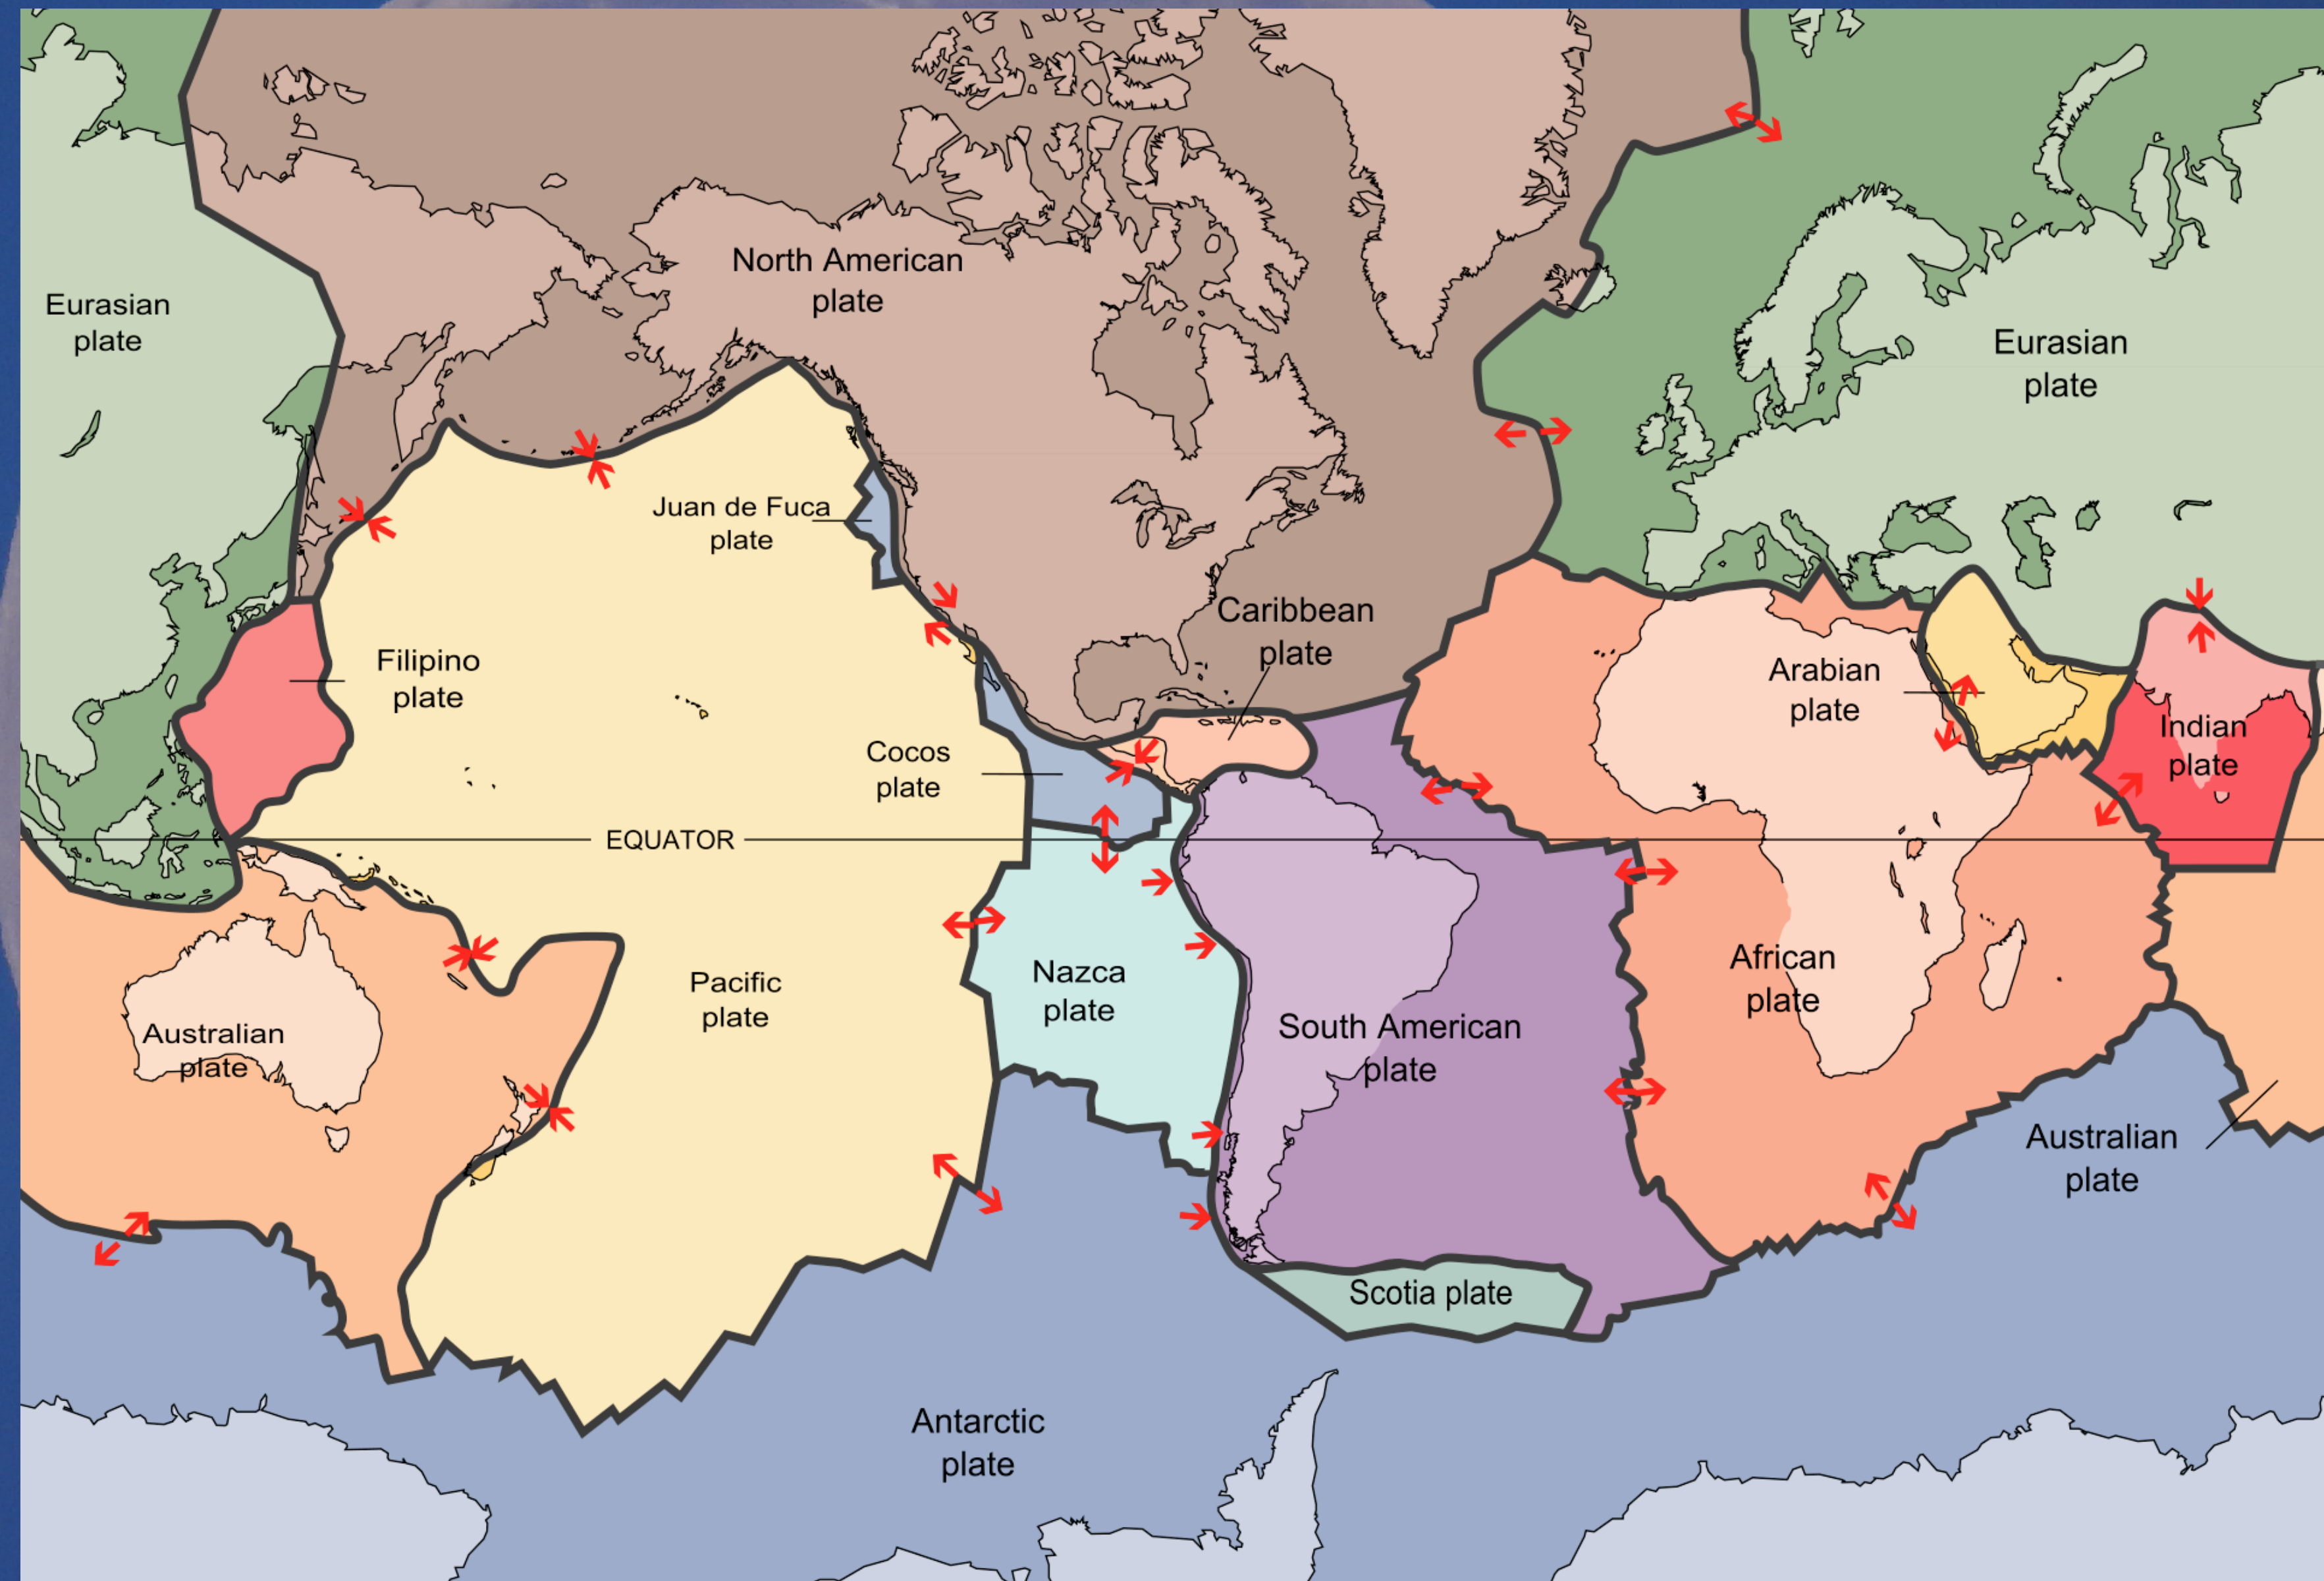 North American
plate
Eurasian
plate
Eurasian
plate
Juan de Fuca
plate
Caribbean
plate
Filipino
plate
Arabian
plate
Indian
plate
Cocos
plate
EQUATOR
African
plate
Nazca
plate
Pacific
plate
South American
plate
Australian
plate
Australian
plate
Scotia plate
Antarctic
plate